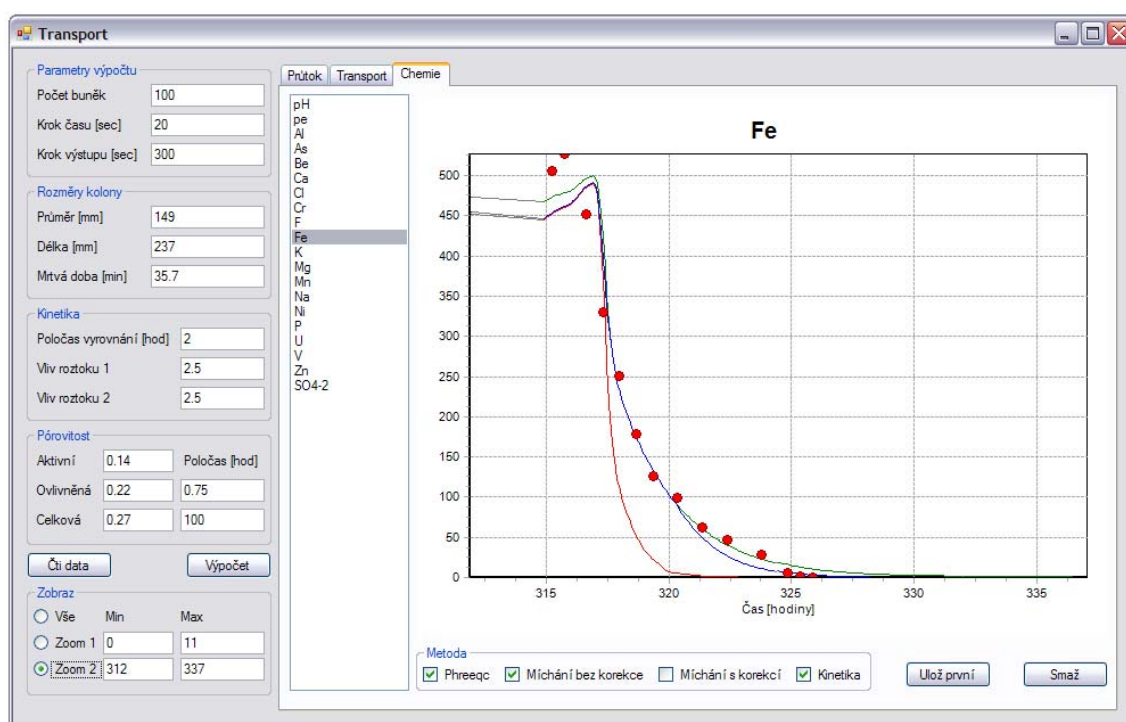 Transport
Parametry výpočtu
Počet buněk 100
Krok času [sec] 20
Krok výstupu [sec] 300
Rozměry kolony
Průměr [mm] 149
Délka [mm] 237
Mrtvá doba [min] 35.7
Kinetika
Poločas vyrovnání [hod] 2
Vliv roztoku 1 2.5
Vliv roztoku 2 2.5
Pórovitost
Aktivní 0.14 Poločas [hod]
Ovlivněná 0.22 0.75
Celková 0.27 100
Čti data Výpočet
Zobraz
Vše Min Max
Zoom 1 0 11
Zoom 2 312 337
Průtok Transport Chemie
pH
pe
Al
As
Be
Ca
Cl
Cr
F
Fe
K
Mg
Mn
Na
Ni
P
U
V
Zn
SO4-2
Fe
500
450
400
350
300
250
200
150
100
50
0
315 320 325 330 335
Čas [hodiny]
Metoda
Phreeqc Míchání bez korekce Míchání s korekcí Kinetika
Ulož první Smaž